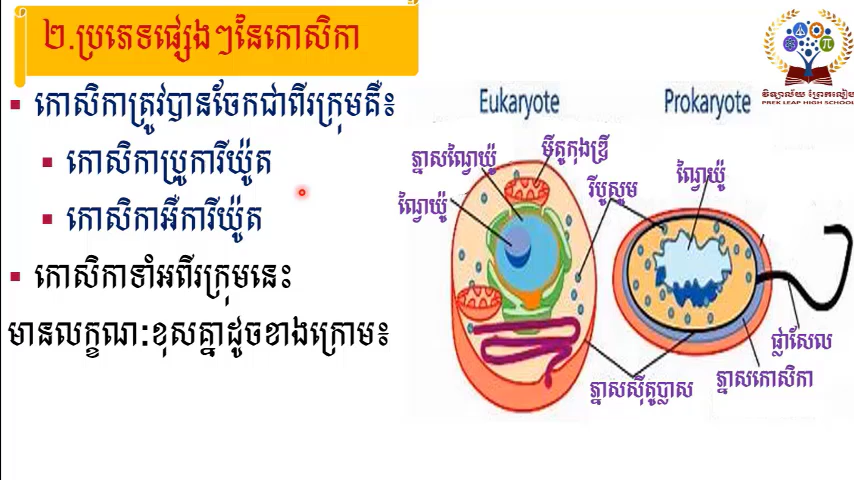 ២.ប្រភេទផ្សេងៗនៃកោសិកា
វិទ្យាល័យ ព្រែកលៀប
PREK LEAP HIGH SCHOOL
▪ កោសិកាត្រូវបានចែកជាពីរក្រុមគឺ៖
▪ កោសិកាប្រូការីយ៉ូត
▪ កោសិកាអឺការីយ៉ូត
▪ កោសិកាទាំអពីរក្រុមនេះ
មានលក្ខណៈខុសគ្នាដូចខាងក្រោម៖
Eukaryote
Prokaryote
ភ្នាសណ្វៃយ៉ូ
មីតូកុងឌ្រី
រីបូសូម
ណ្វៃយ៉ូ
ណ្វៃយ៉ូ
ផ្លាសែល
ភ្នាសកោសិកា
ភ្នាសស៊ីតូប្លាស